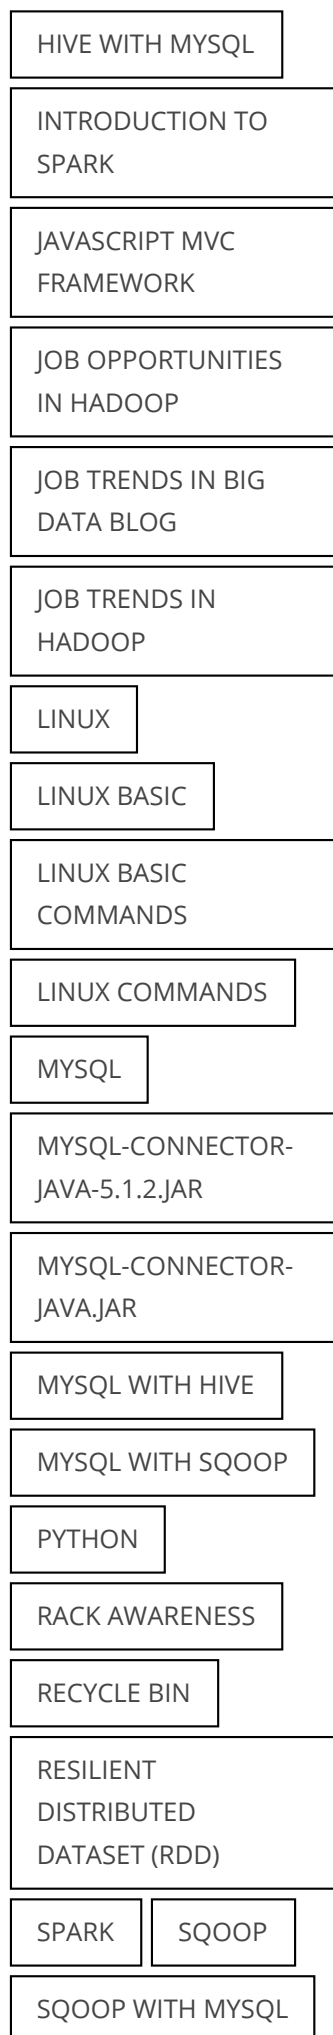 HIVE WITH MYSQL
INTRODUCTION TO
SPARK
JAVASCRIPT MVC
FRAMEWORK
JOB OPPORTUNITIES
IN HADOOP
JOB TRENDS IN BIG
DATA BLOG
JOB TRENDS IN
HADOOP
LINUX
LINUX BASIC
LINUX BASIC
COMMANDS
LINUX COMMANDS
MYSQL
MYSQL-CONNECTOR-
JAVA-5.1.2.JAR
MYSQL-CONNECTOR-
JAVA.JAR
MYSQL WITH HIVE
MYSQL WITH SQOOP
PYTHON
RACK AWARENESS
RECYCLE BIN
RESILIENT
DISTRIBUTED
DATASET (RDD)
SPARK SQOOP
SQOOP WITH MYSQL